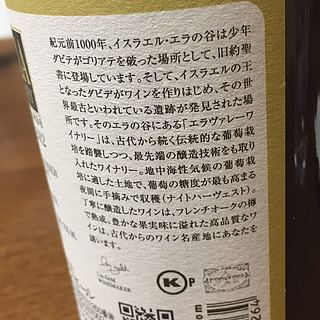 紀元前1000年、イスラエル・エラの谷は少年
ダビデがゴリアテを破った場所として、旧約聖
書に登場しています。そして、イスラエルの王
となったダビデがワインを作りはじめ、その世
界最古といわれている遺跡が発見された場
所です。そのエラの谷にある「エラヴァレーワ
イナリー」は、古代から続く伝統的な葡萄栽
培を踏襲しつつ、最先端の醸造技術をも取り
入れたワイナリー。地中海性気候の葡萄栽
培に適した土地で、葡萄の糖度が最も高まる
夜間に手摘みで収穫(ナイトハーヴェスト)。
丁寧に醸造したワインは、フレンチオークの樽
で熟成。豊かな果実味に溢れた高品質なワ
インは、古代からのワイン名産地にあなたを
誘います。
WINEMAKER
K P
264